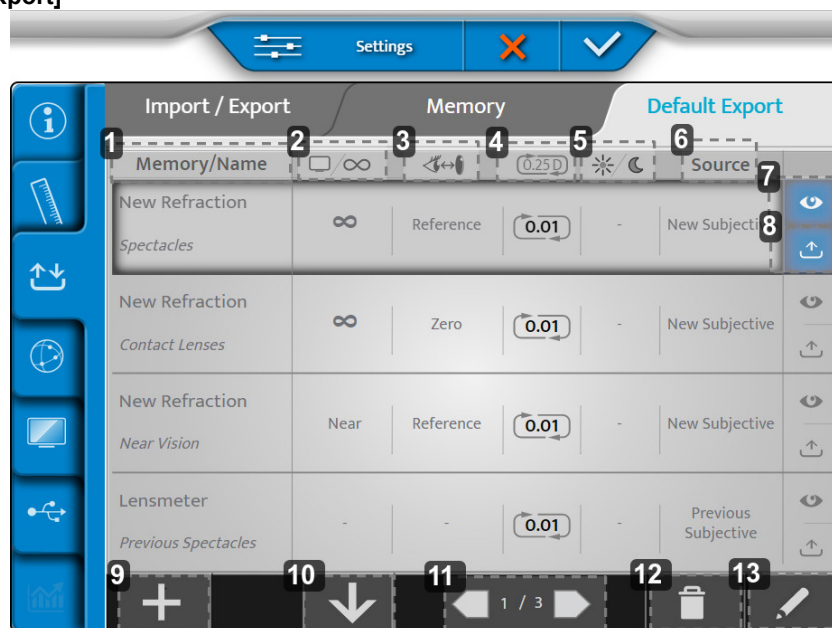 xport]
Settings
Import / Export Memory Default Export
1 2 3 4 5 6
Memory/Name 0.25 D Source
7
New Refraction
Spectacles
∞ Reference 0.01 - New Subjecti
8
New Refraction
Contact Lenses
∞ Zero 0.01 - New Subjective
New Refraction
Near Vision
Near Reference 0.01 - New Subjective
Lensmeter
Previous Spectacles
- - 0.01 - Previous
Subjective
9 10 11 12 13
1 / 3